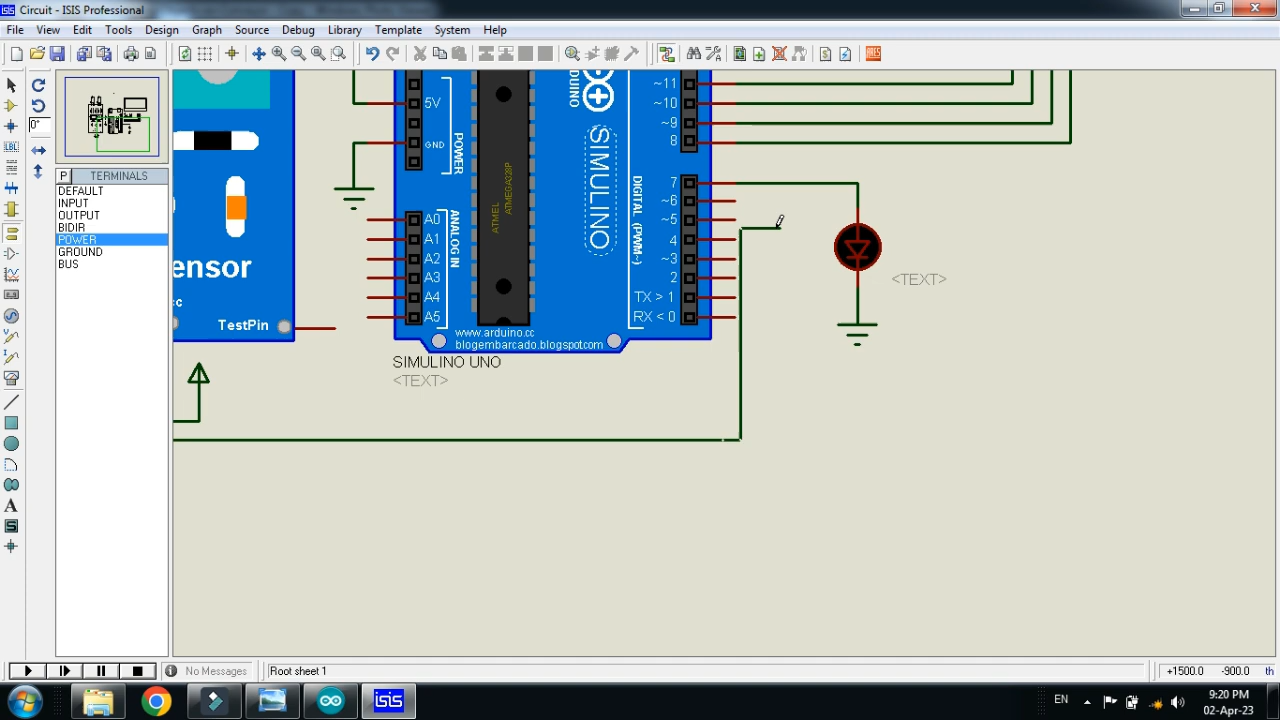 Circuit - ISIS Professional
File View Edit Tools Design Graph Source Debug Library Template System Help
0°
LBL
ARES
P TERMINALS
DEFAULT
INPUT
OUTPUT
BIDIR
POWER
GROUND
BUS
A
S
ensor
TestPin
5V
GND
POWER
A0
A1
A2
A3
A4
A5
ANALOG IN
ATMEL
ATMEGA328P
SIMULINO
DIGITAL (PWM~)
~11
~10
~9
8
7
~6
~5
4
~3
2
TX > 1
RX < 0
www.arduino.cc
blogembarcado.blogspot.com
SIMULINO UNO
<TEXT>
<TEXT>
No Messages
Root sheet 1
+1500.0 -900.0 th
isis
EN
9:20 PM
02-Apr-23